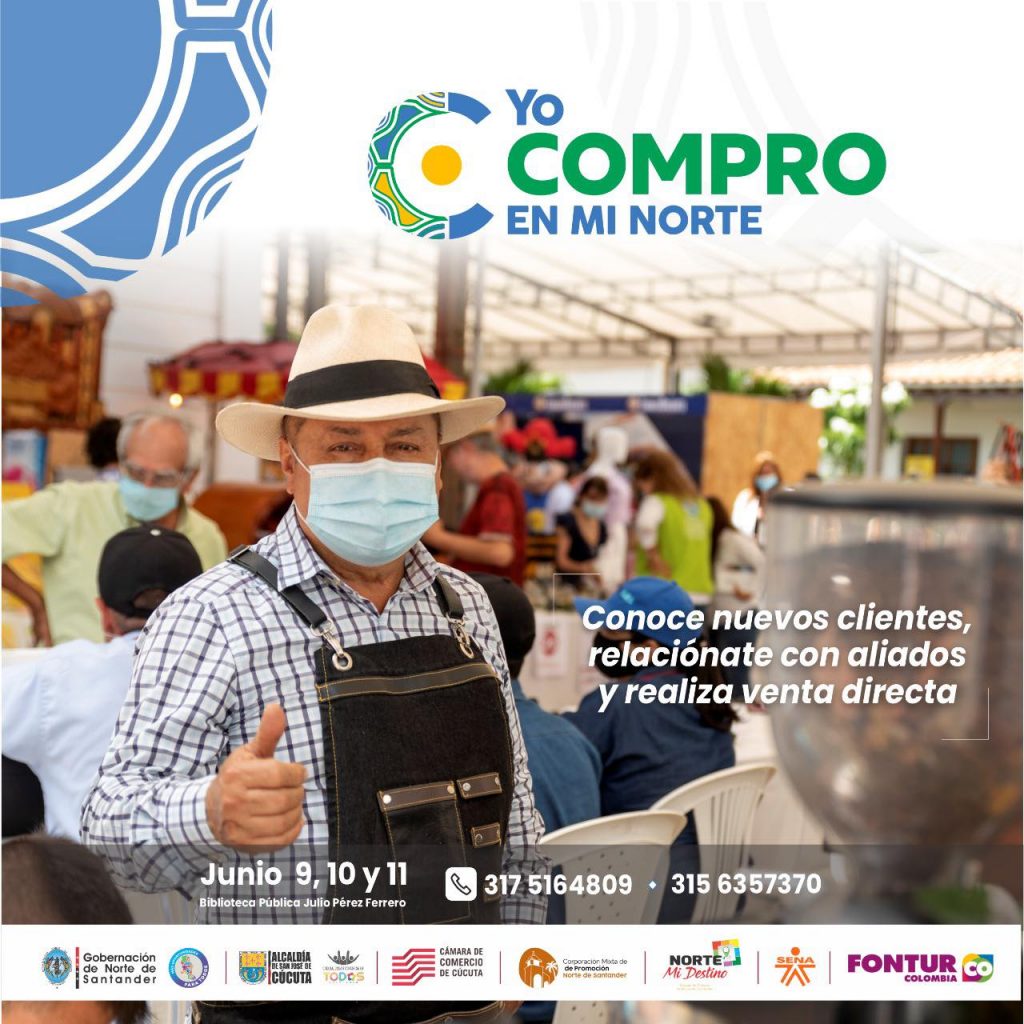 Yo
COMPRO
EN MI NORTE
Conoce nuevos clientes,
relaciónate con aliados
y realiza venta directa
Junio 9, 10 y 11
Biblioteca Pública Julio Pérez Ferrero
317 5164809 • 315 6357370
Gobernación
de Norte de
Santander
PARA TODOS
ALCALDÍA
DE SAN JOSÉ DE
CÚCUTA
TODOS
CÁMARA DE
COMERCIO
DE CÚCUTA
Corporación Mixta de
de Promoción
Norte de Santander
NORTE
Mi Destino
SENA
FONTUR
COLOMBIA
CO